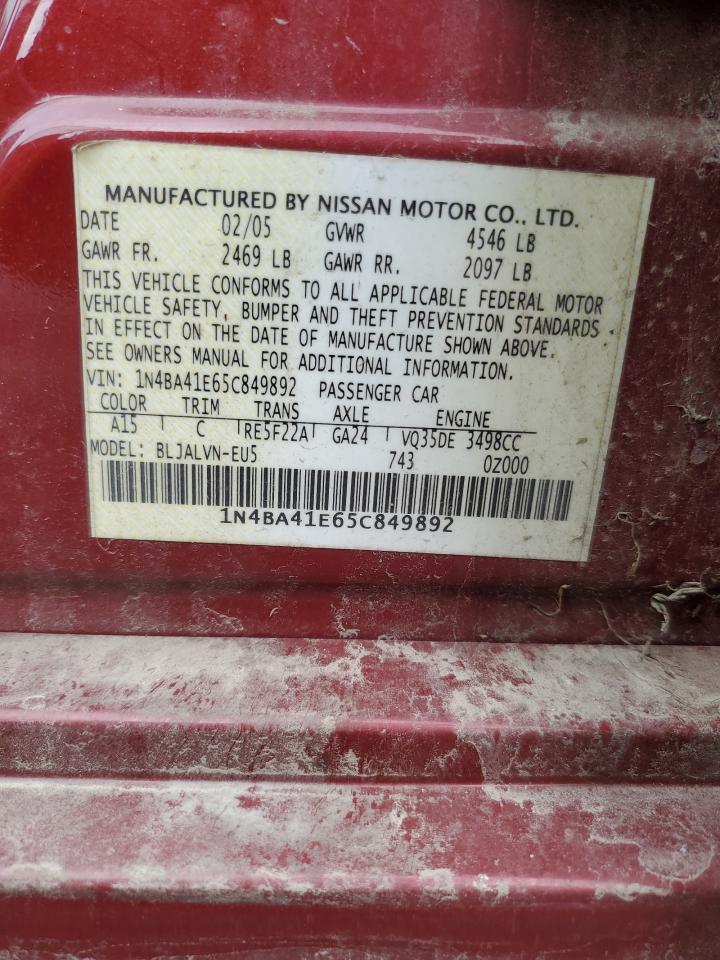 MANUFACTURED BY NISSAN MOTOR CO., LTD.
DATE 02/05 GVWR 4546 LB
GAWR FR. 2469 LB GAWR RR. 2097 LB
THIS VEHICLE CONFORMS TO ALL APPLICABLE FEDERAL MOTOR
VEHICLE SAFETY, BUMPER AND THEFT PREVENTION STANDARDS
IN EFFECT ON THE DATE OF MANUFACTURE SHOWN ABOVE.
SEE OWNERS MANUAL FOR ADDITIONAL INFORMATION.
VIN: 1N4BA41E65C849892 PASSENGER CAR
COLOR TRIM TRANS AXLE ENGINE
A15 C RE5F22A GA24 VQ35DE 3498CC
MODEL: BLJALVN-EU5 743 0Z000
1N4BA41E65C849892